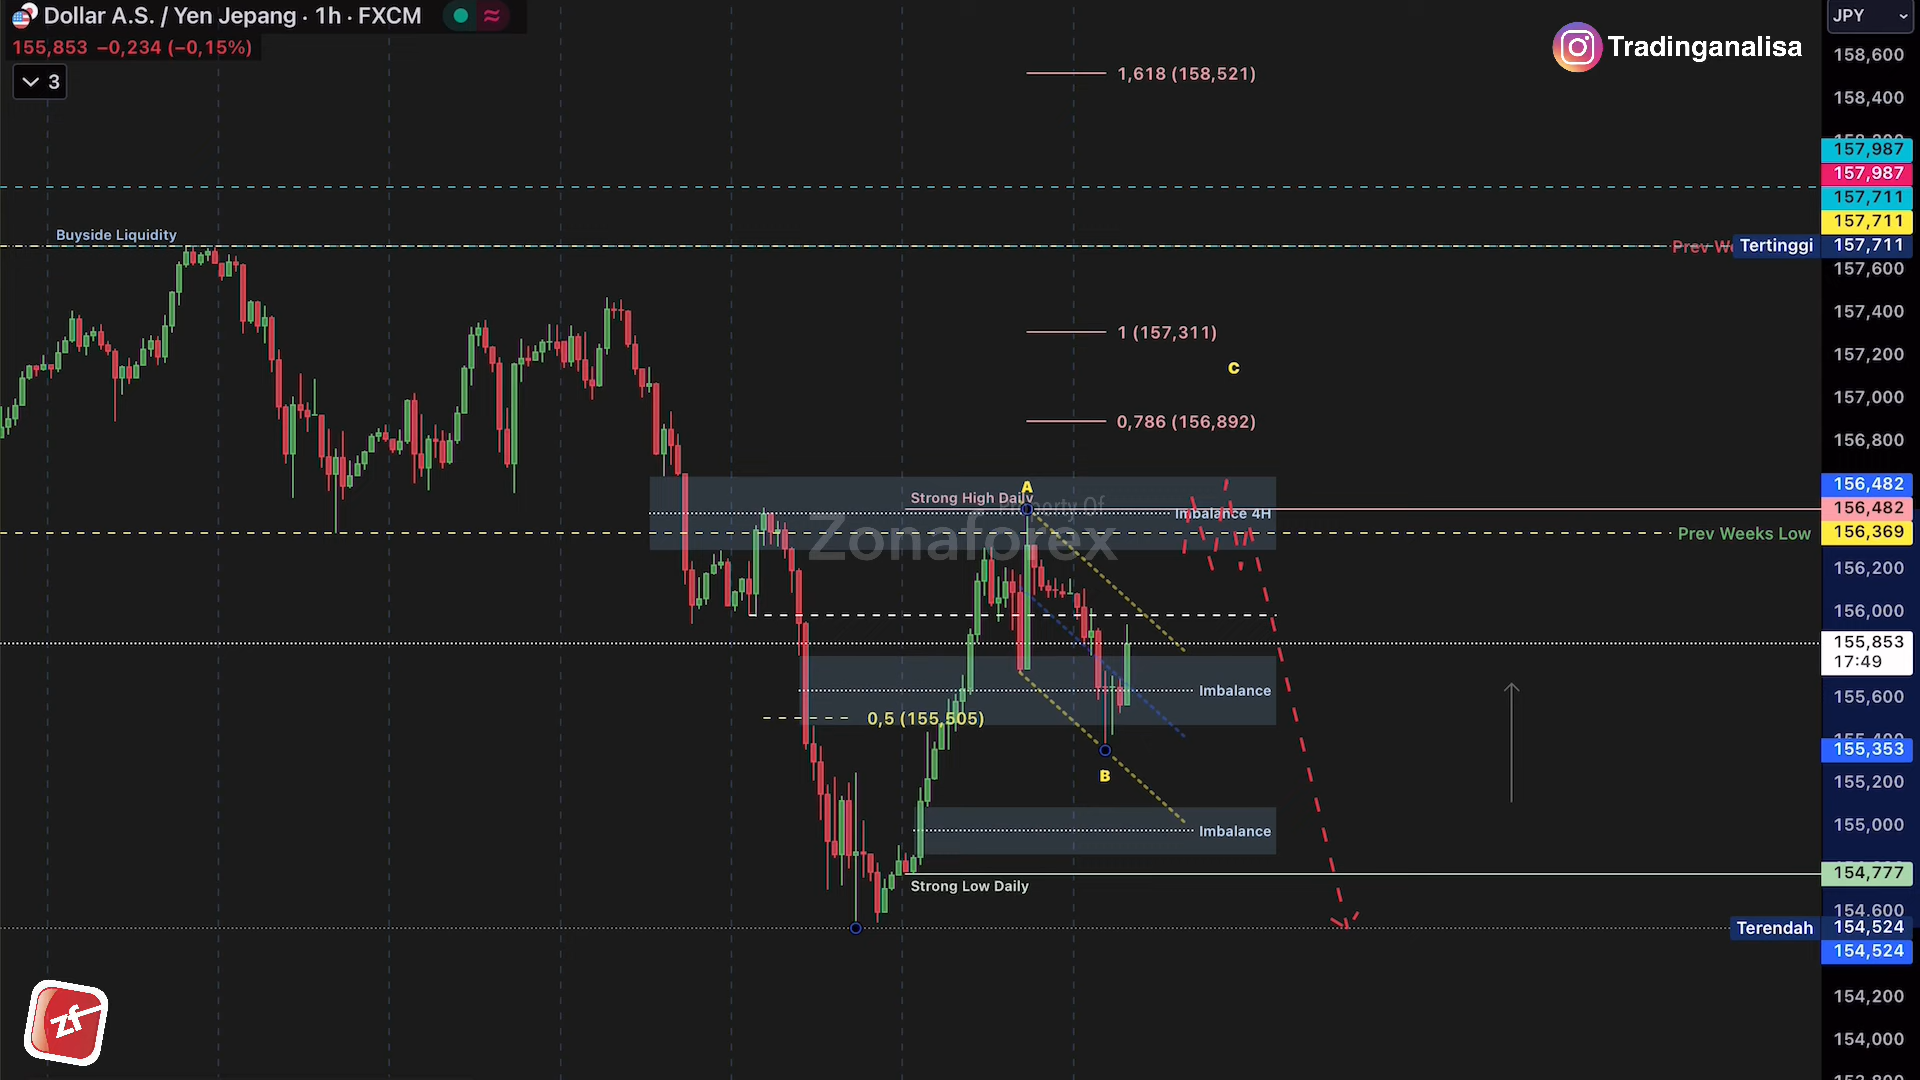 Dollar A.S. / Yen Jepang · 1h · FXCM
155,853 −0,234 (−0,15%)
3
Tradinganalisa
JPY
158,600
158,400
157,987
157,987
157,711
157,711
Tertinggi 157,711
157,600
157,400
157,200
157,000
156,800
156,482
156,482
156,369
156,200
156,000
155,853
17:49
155,600
155,353
155,200
155,000
154,777
154,600
Terendah 154,524
154,524
154,200
154,000
1,618 (158,521)
Buyside Liquidity
1 (157,311)
C
0,786 (156,892)
A
Strong High Daily
Property Of
Zonaforex
Imbalance 4H
Prev Weeks Low
Imbalance
0,5 (155,505)
B
Imbalance
Strong Low Daily
zf